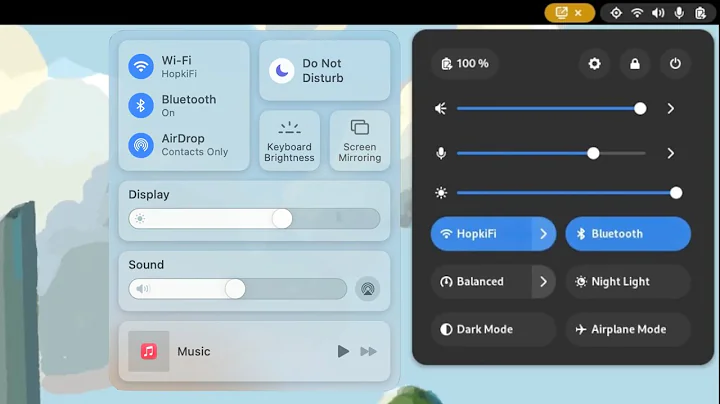 Wi-Fi
HopkiFi
Bluetooth
On
AirDrop
Contacts Only
Do Not
Disturb
Keyboard
Brightness
Screen
Mirroring
Display
Sound
Music
100 %
HopkiFi
Bluetooth
Balanced
Night Light
Dark Mode
Airplane Mode